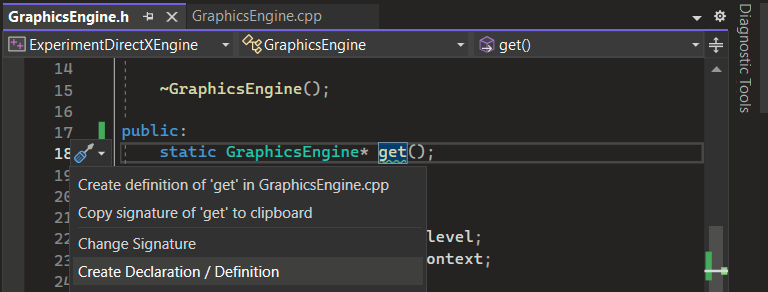 GraphicsEngine.h
GraphicsEngine.cpp
ExperimentDirectXEngine
GraphicsEngine
get()
14
15 ~GraphicsEngine();
16
17 public:
18 static GraphicsEngine* get();
19
20
21
22 level;
23 ontext;
24
Create definition of 'get' in GraphicsEngine.cpp
Copy signature of 'get' to clipboard
Change Signature
Create Declaration / Definition
Diagnostic Tools